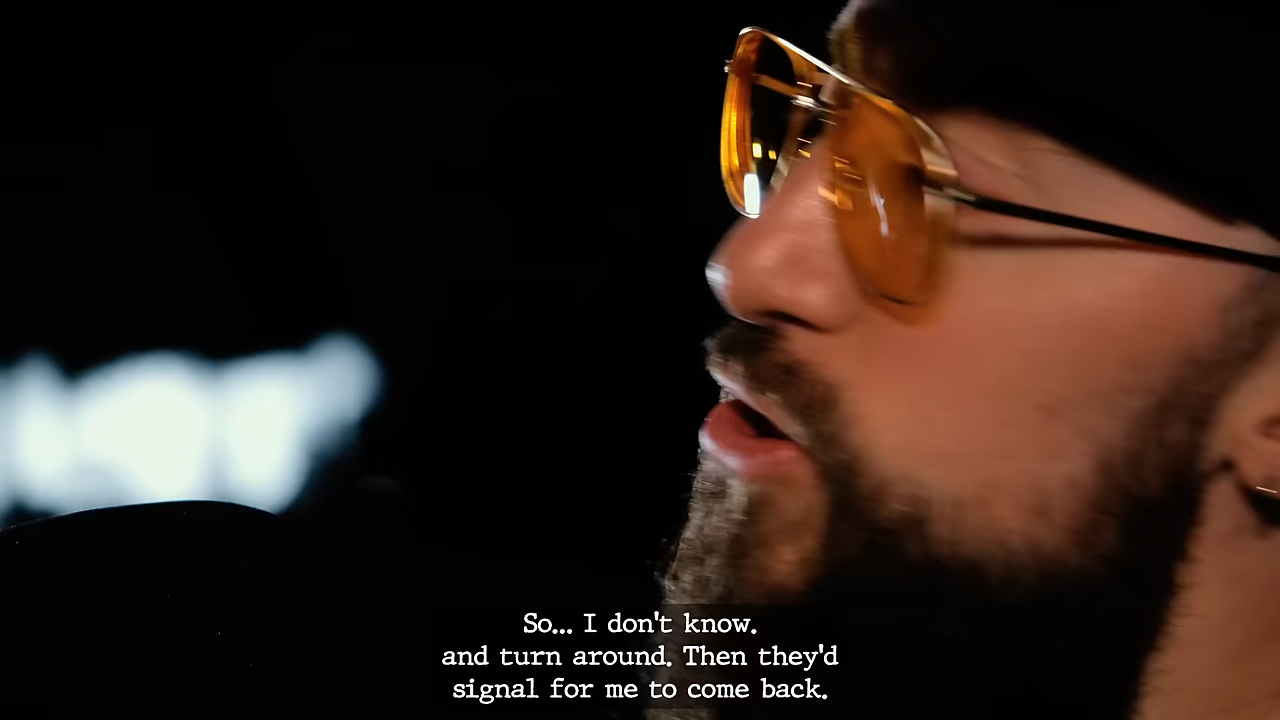 So... I don't know.
and turn around. Then they'd
signal for me to come back.